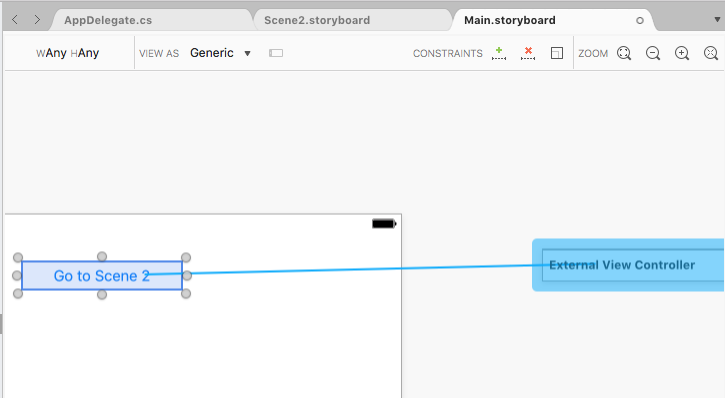 AppDelegate.cs
Scene2.storyboard
Main.storyboard
wAny hAny
VIEW AS
Generic
CONSTRAINTS
ZOOM
Go to Scene 2
External View Controller